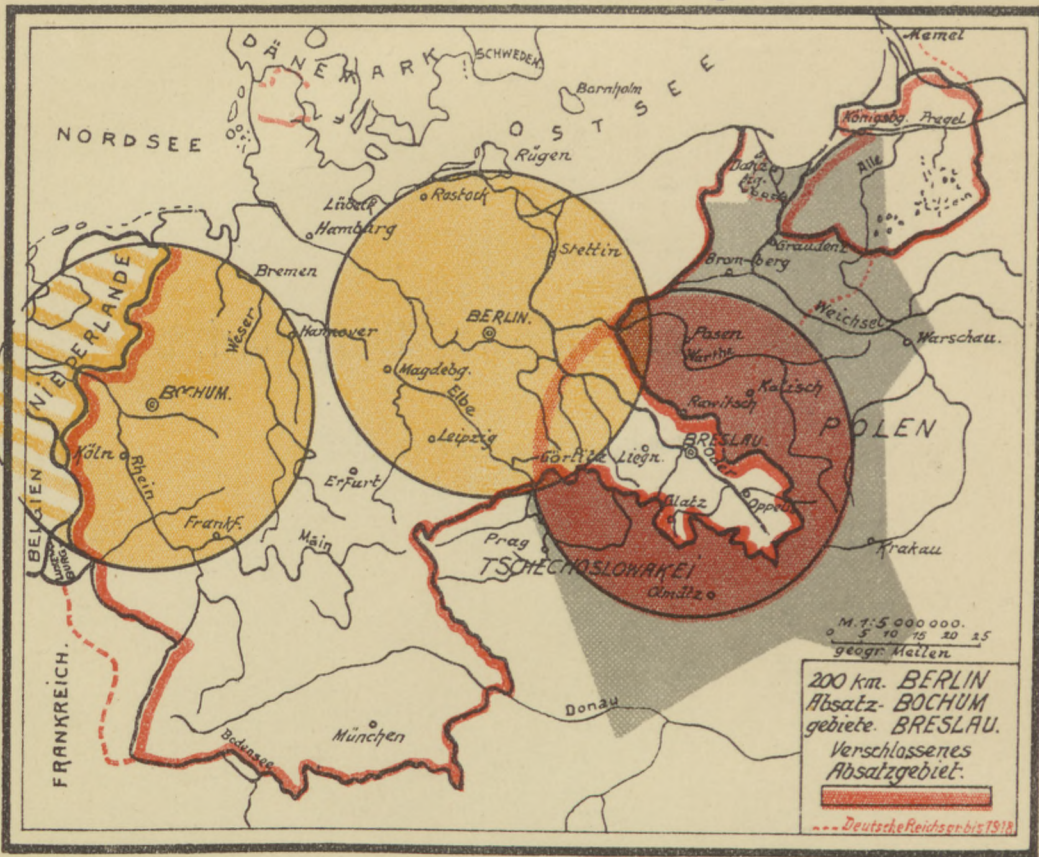 DÄNEMARK
SCHWEDEN.
Memel
NORDSEE
Bornholm
OSTSEE
Königsbg.
Pregel
Rügen
Alle
Lübeck
Rostock
Hamburg
Stettin
Graudenz
Bremen
Bromberg
NIEDERLANDE
Weser
Hannover
BERLIN.
Weichsel
Warschau.
Posen
Warthe
Magdebg.
Kalisch
BOCHUM.
Elbe
Rawitsch
POLEN
Leipzig
BRESLAU.
Köln
Rhein
Görlitz
Liegn.
Oder
Erfurt
Glatz
Oppeln
BELGIEN
Frankf.
Main
Prag
Krakau
TSCHECHOSLOWAKEI
Olmütz
LUXEMBURG
M. 1:5 000 000.
0 5 10 15 20 25
geogr. Meilen
FRANKREICH.
Donau
München
Bodensee
200 km. BERLIN
Absatz- BOCHUM
gebiete. BRESLAU.
Verschlossenes
Absatzgebiet.
Deutsche Reichsgr. bis 1918